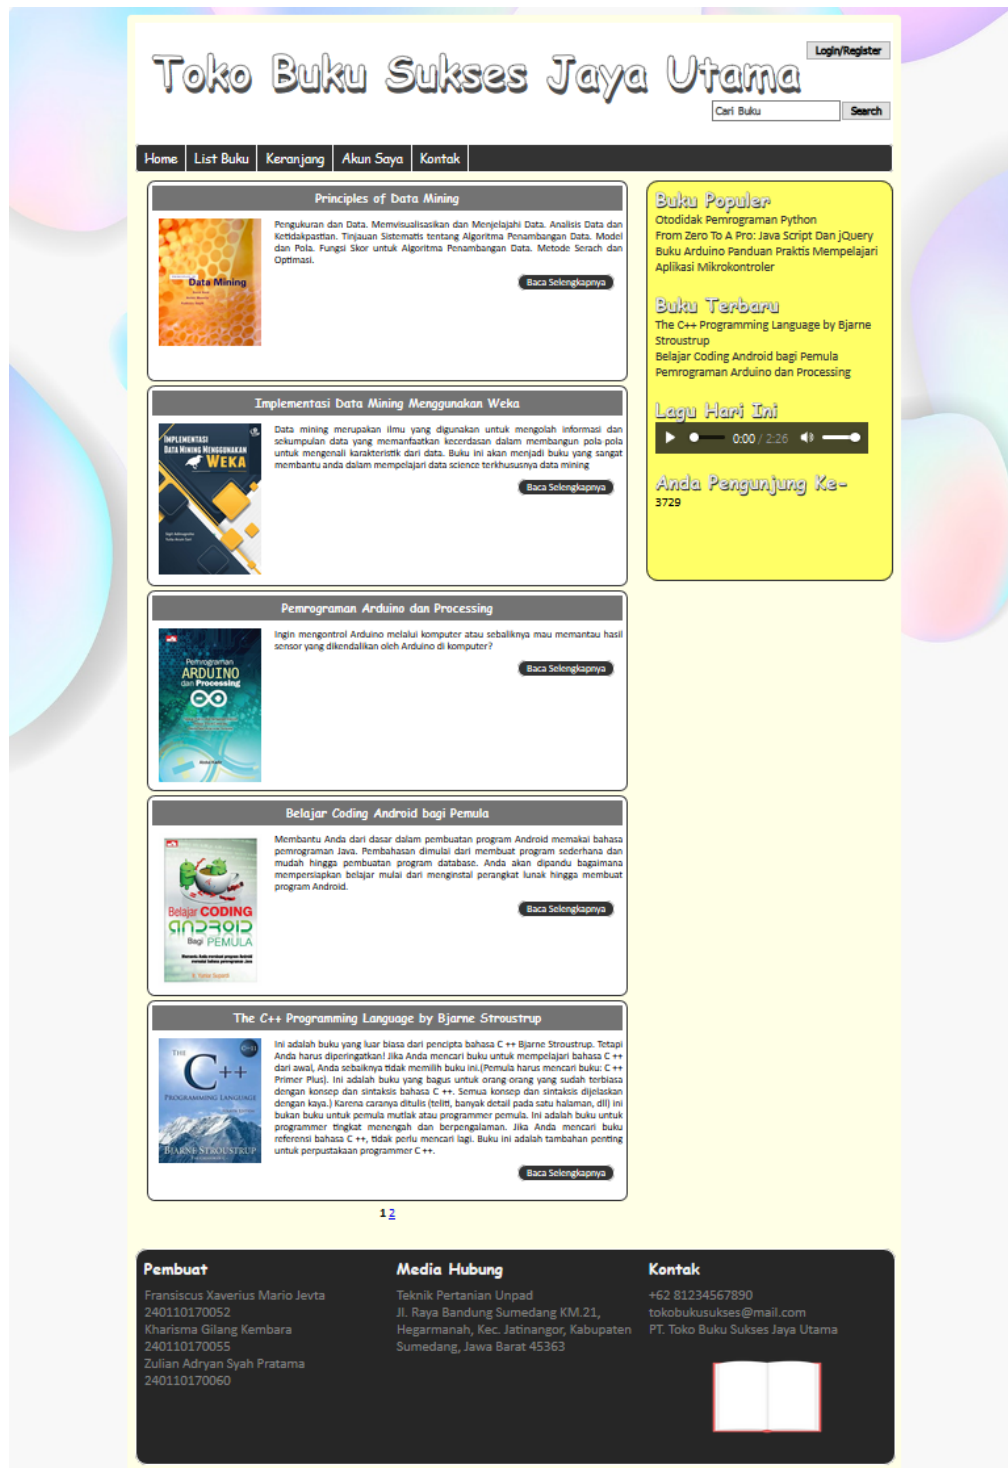 Toko Buku Sukses Jaya Utama
Login/Register
Cari Buku
Search
Home
List Buku
Keranjang
Akun Saya
Kontak
Principles of Data Mining
Data Mining
Pengukuran dan Data. Memvisualisasikan dan Menjelajahi Data. Analisis Data dan
Ketidakpastian. Tinjauan Sistematis tentang Algoritma Penambangan Data. Model
dan Pola. Fungsi Skor untuk Algoritma Penambangan Data. Metode Serach dan
Optimasi.
Baca Selengkapnya
Implementasi Data Mining Menggunakan Weka
IMPLEMENTASI
DATA MINING MENGGUNAKAN
WEKA
Data mining merupakan ilmu yang digunakan untuk mengolah informasi dan
sekumpulan data yang memanfaatkan kecerdasan dalam membangun pola-pola
untuk mengenali karakteristik dari data. Buku ini akan menjadi buku yang sangat
membantu anda dalam mempelajari data science terkhususnya data mining
Baca Selengkapnya
Pemrograman Arduino dan Processing
Pemrograman
ARDUINO
dan Processing
Ingin mengontrol Arduino melalui komputer atau sebaliknya mau memantau hasil
sensor yang dikendalikan oleh Arduino di komputer?
Baca Selengkapnya
Belajar Coding Android bagi Pemula
Belajar CODING
ANDROID
Bagi PEMULA
Membantu Anda dari dasar dalam pembuatan program Android memakai bahasa
pemrograman Java. Pembahasan dimulai dari membuat program sederhana dan
mudah hingga pembuatan program database. Anda akan dipandu bagaimana
mempersiapkan belajar mulai dari menginstal perangkat lunak hingga membuat
program Android.
Baca Selengkapnya
The C++ Programming Language by Bjarne Stroustrup
THE
C++
PROGRAMMING LANGUAGE
BJARNE STROUSTRUP
Ini adalah buku yang luar biasa dari pencipta bahasa C ++ Bjarne Stroustrup. Tetapi
Anda harus diperingatkan! Jika Anda mencari buku untuk mempelajari bahasa C ++
dari awal, Anda sebaiknya tidak memilih buku ini.(Pemula harus mencari buku: C ++
Primer Plus). Ini adalah buku yang bagus untuk orang-orang yang sudah terbiasa
dengan konsep dan sintaksis bahasa C ++. Semua konsep dan sintaksis dijelaskan
dengan kaya.) Karena caranya ditulis (teliti, banyak detail pada satu halaman, dll) ini
bukan buku untuk pemula mutlak atau programmer pemula. Ini adalah buku untuk
programmer tingkat menengah dan berpengalaman. Jika Anda mencari buku
referensi bahasa C ++, tidak perlu mencari lagi. Buku ini adalah tambahan penting
untuk perpustakaan programmer C ++.
Baca Selengkapnya
1 2
Buku Populer
Otodidak Pemrograman Python
From Zero To A Pro: Java Script Dan jQuery
Buku Arduino Panduan Praktis Mempelajari
Aplikasi Mikrokontroler
Buku Terbaru
The C++ Programming Language by Bjarne
Stroustrup
Belajar Coding Android bagi Pemula
Pemrograman Arduino dan Processing
Lagu Hari Ini
0:00 / 2:26
Anda Pengunjung Ke-
3729
Pembuat
Fransiscus Xaverius Mario Jevta
240110170052
Kharisma Gilang Kembara
240110170055
Zulian Adryan Syah Pratama
240110170060
Media Hubung
Teknik Pertanian Unpad
Jl. Raya Bandung Sumedang KM.21,
Hegarmanah, Kec. Jatinangor, Kabupaten
Sumedang, Jawa Barat 45363
Kontak
+62 81234567890
tokobukusukses@mail.com
PT. Toko Buku Sukses Jaya Utama